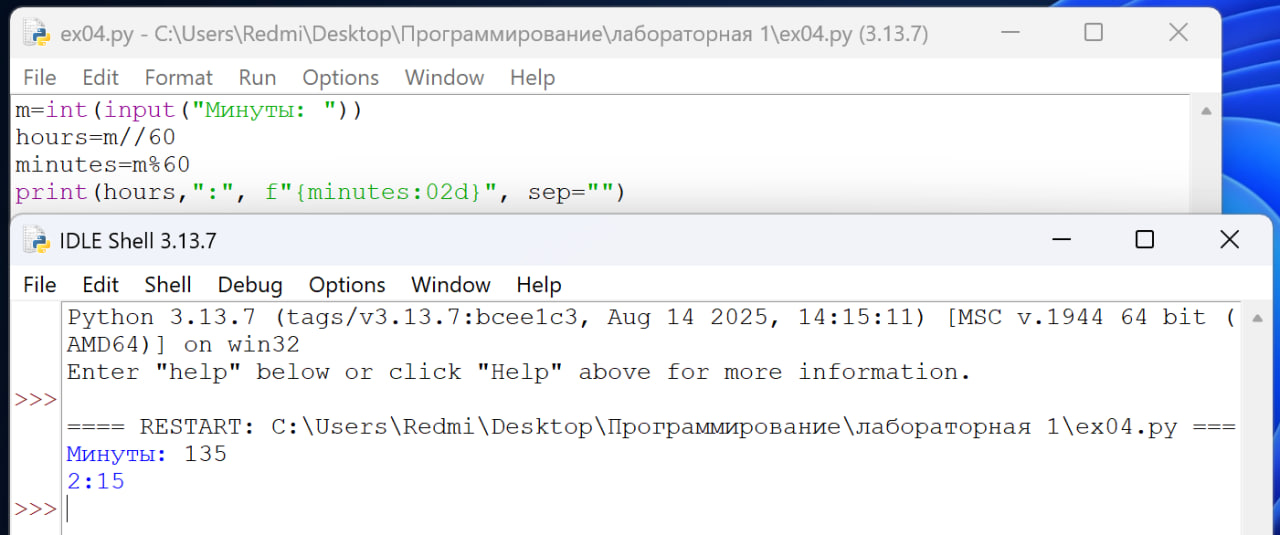 ex04.py - C:\Users\Redmi\Desktop\Программирование\лабораторная 1\ex04.py (3.13.7)
File Edit Format Run Options Window Help
m=int(input("Минуты: "))
hours=m//60
minutes=m%60
print(hours,":", f"{minutes:02d}", sep="")
IDLE Shell 3.13.7
File Edit Shell Debug Options Window Help
Python 3.13.7 (tags/v3.13.7:bcee1c3, Aug 14 2025, 14:15:11) [MSC v.1944 64 bit (
AMD64)] on win32
Enter "help" below or click "Help" above for more information.
>>>
==== RESTART: C:\Users\Redmi\Desktop\Программирование\лабораторная 1\ex04.py ===
Минуты: 135
2:15
>>>